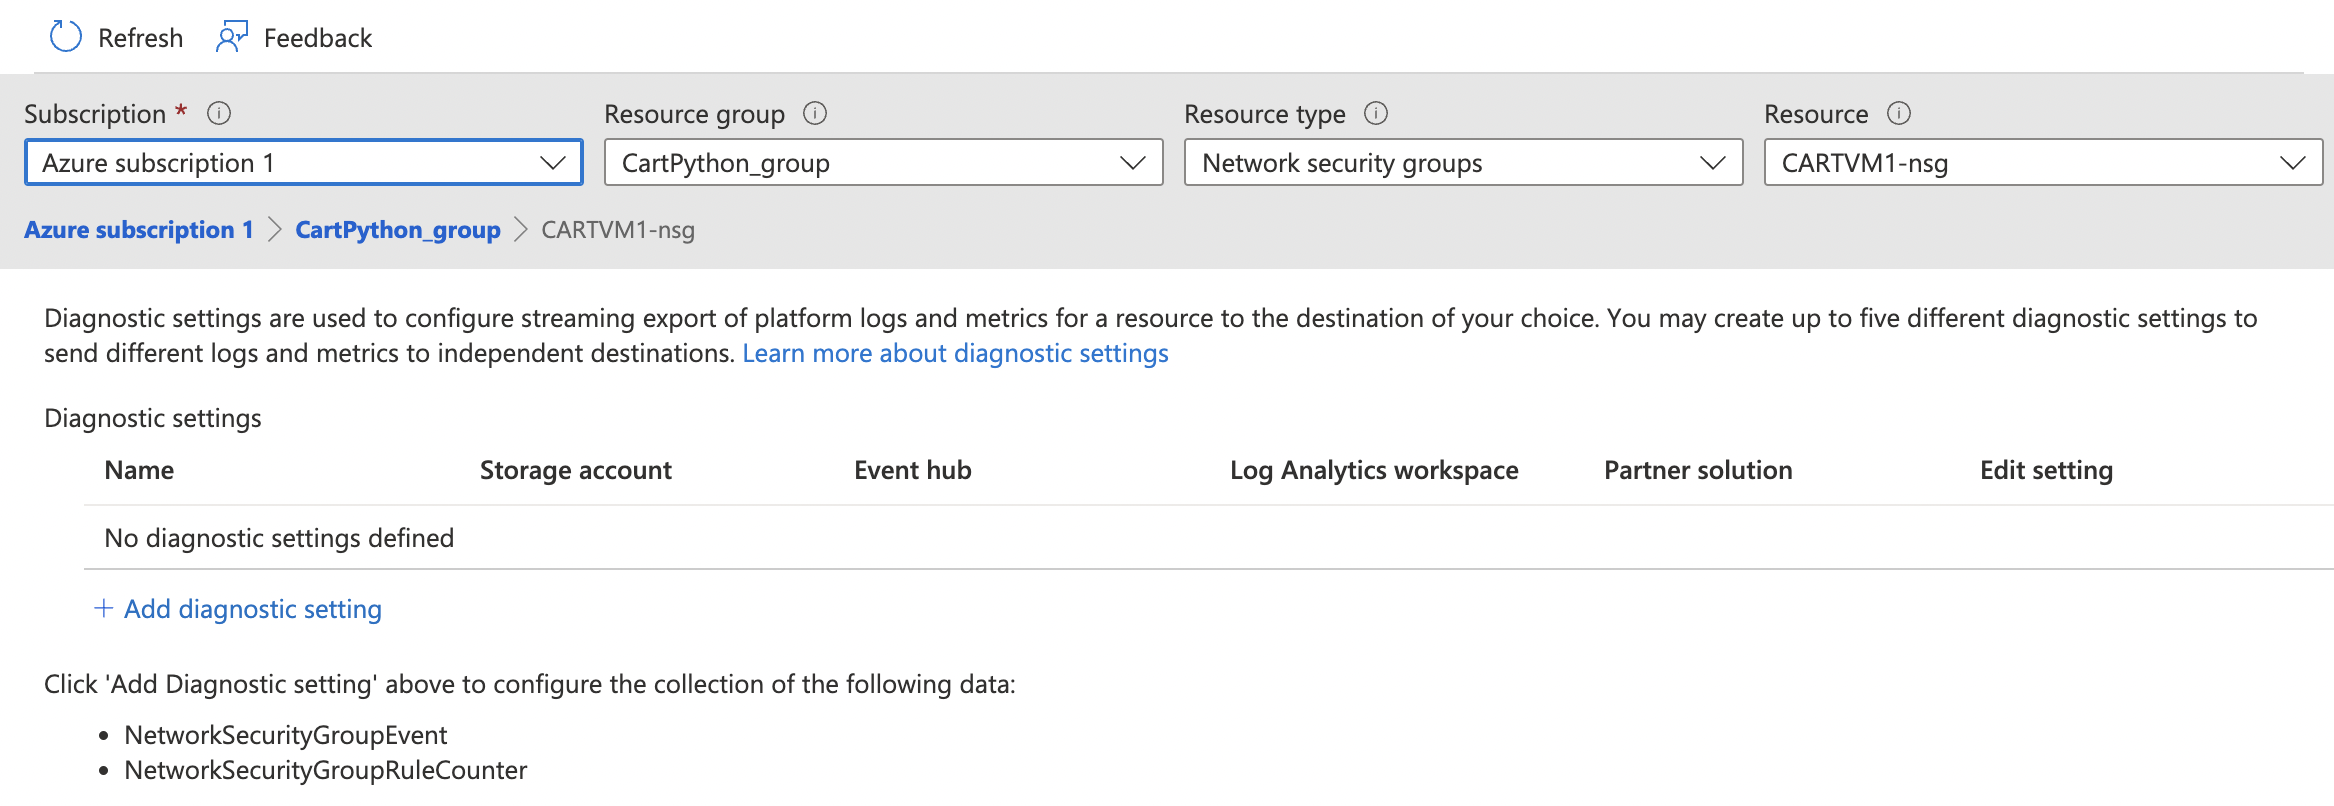 Refresh Feedback
Subscription * Resource group Resource type Resource
Azure subscription 1 CartPython_group Network security groups CARTVM1-nsg
Azure subscription 1 > CartPython_group > CARTVM1-nsg
Diagnostic settings are used to configure streaming export of platform logs and metrics for a resource to the destination of your choice. You may create up to five different diagnostic settings to
send different logs and metrics to independent destinations. Learn more about diagnostic settings
Diagnostic settings
Name Storage account Event hub Log Analytics workspace Partner solution Edit setting
No diagnostic settings defined
+ Add diagnostic setting
Click 'Add Diagnostic setting' above to configure the collection of the following data:
• NetworkSecurityGroupEvent
• NetworkSecurityGroupRuleCounter